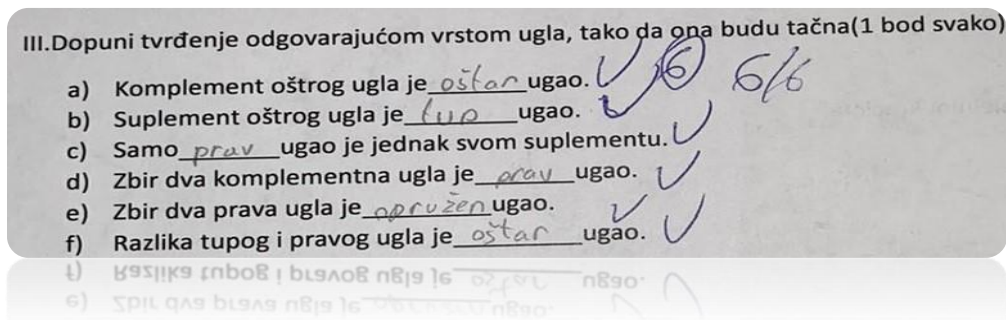 III.Dopuni tvrđenje odgovarajućom vrstom ugla, tako da ona budu tačna(1 bod svako)
a) Komplement oštrog ugla je oštar ugao. 6 6/6
b) Suplement oštrog ugla je tup ugao.
c) Samo prav ugao je jednak svom suplementu.
d) Zbir dva komplementna ugla je prav ugao.
e) Zbir dva prava ugla je opružen ugao.
f) Razlika tupog i pravog ugla je oštar ugao.